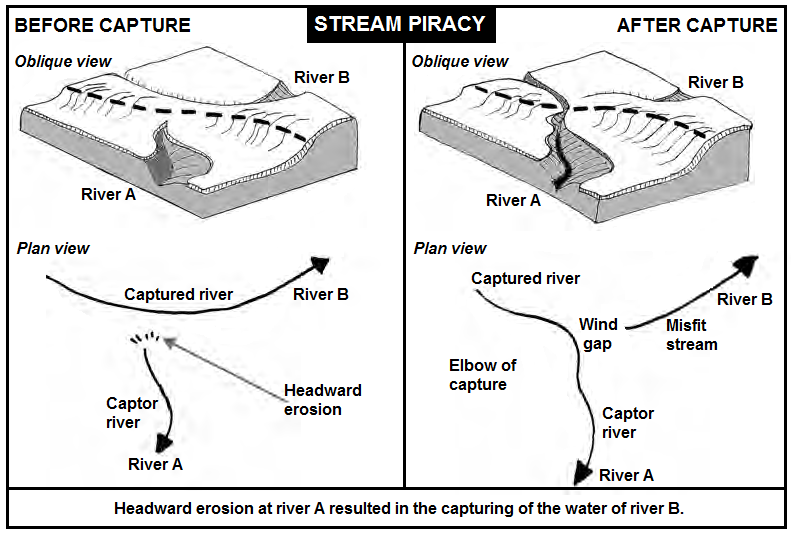 STREAM PIRACY
BEFORE CAPTURE
Oblique view
River B
River A
Plan view
Captured river
River B
Headward
erosion
Captor
river
River A
AFTER CAPTURE
Oblique view
River B
River A
Plan view
Captured river
River B
Wind
gap
Misfit
stream
Elbow of
capture
Captor
river
River A
Headward erosion at river A resulted in the capturing of the water of river B.